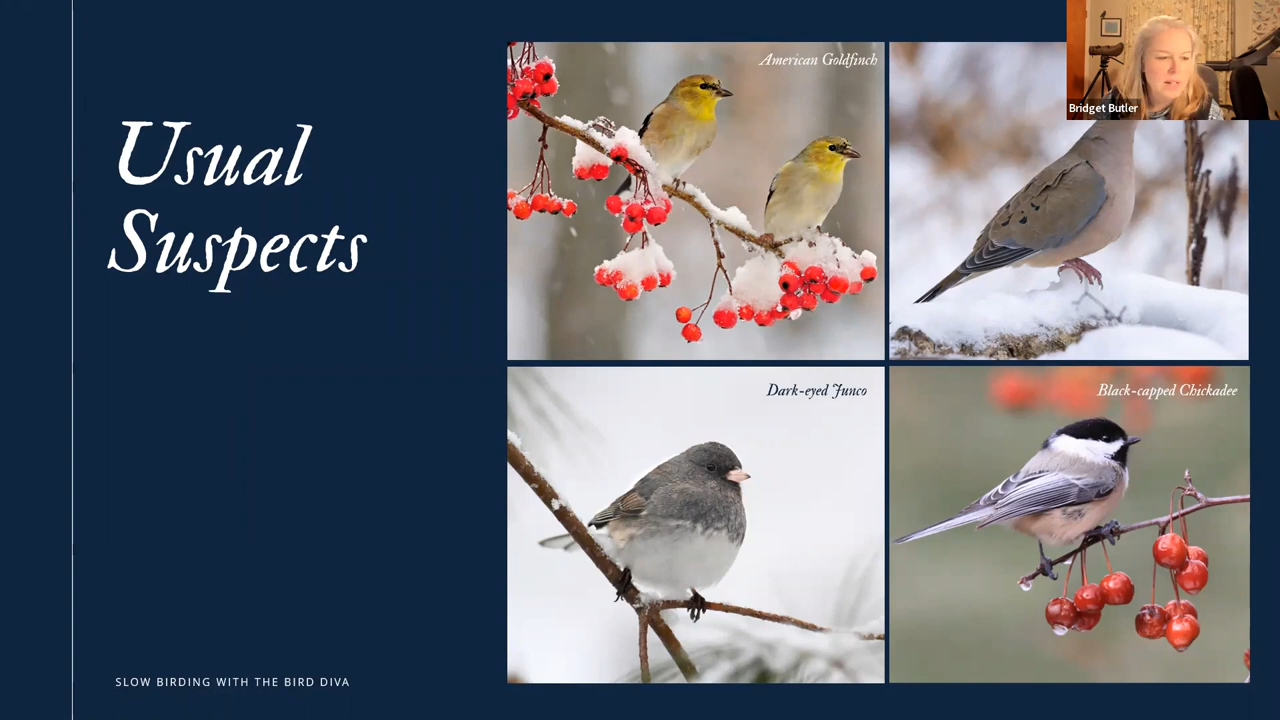 Usual
Suspects
American Goldfinch
Bridget Butler
Dark-eyed Junco
Black-capped Chickadee
SLOW BIRDING WITH THE BIRD DIVA